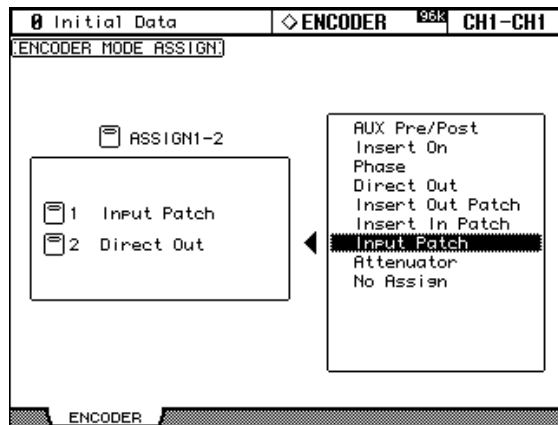 0 Initial Data ◇ENCODER 96k CH1-CH1
ENCODER MODE ASSIGN
ASSIGN1-2
1 Input Patch
2 Direct Out
AUX Pre/Post
Insert On
Phase
Direct Out
Insert Out Patch
Insert In Patch
Input Patch
Attenuator
No Assign
ENCODER